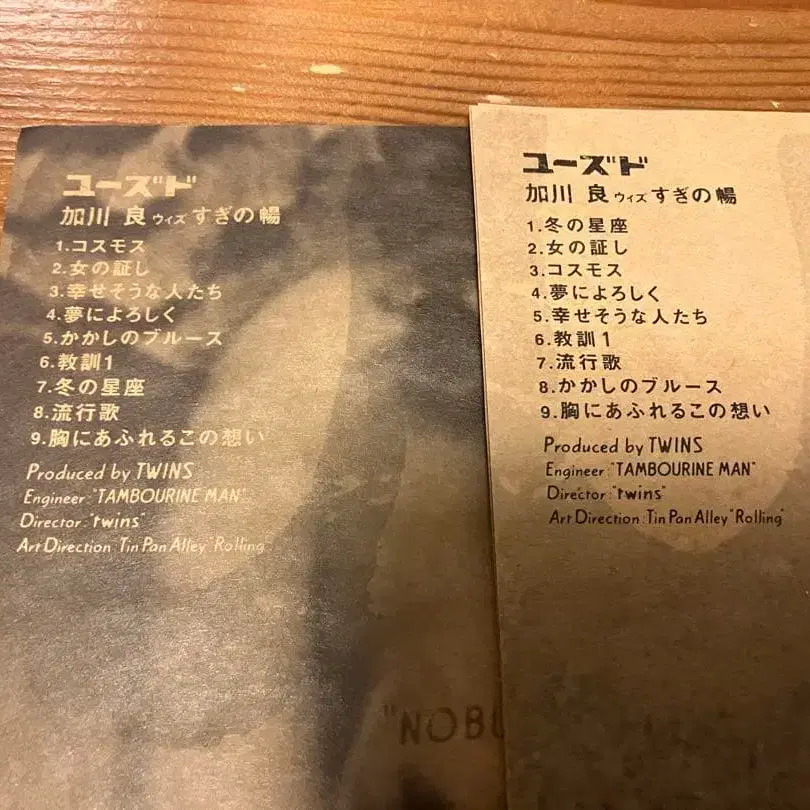 ユーズド
加川 良 ウィズ すぎの暢
1.コスモス
2.女の証し
3.幸せそうな人たち
4.夢によろしく
5.かかしのブルース
6.教訓1
7.冬の星座
8.流行歌
9.胸にあふれるこの想い
Produced by TWINS
Engineer:"TAMBOURINE MAN"
Director:"twins"
Art Direction:Tin Pan Alley"Rolling"
ユーズド
加川 良 ウィズ すぎの暢
1.冬の星座
2.女の証し
3.コスモス
4.夢によろしく
5.幸せそうな人たち
6.教訓1
7.流行歌
8.かかしのブルース
9.胸にあふれるこの想い
Produced by TWINS
Engineer:"TAMBOURINE MAN"
Director:"twins"
Art Direction:Tin Pan Alley"Rolling"